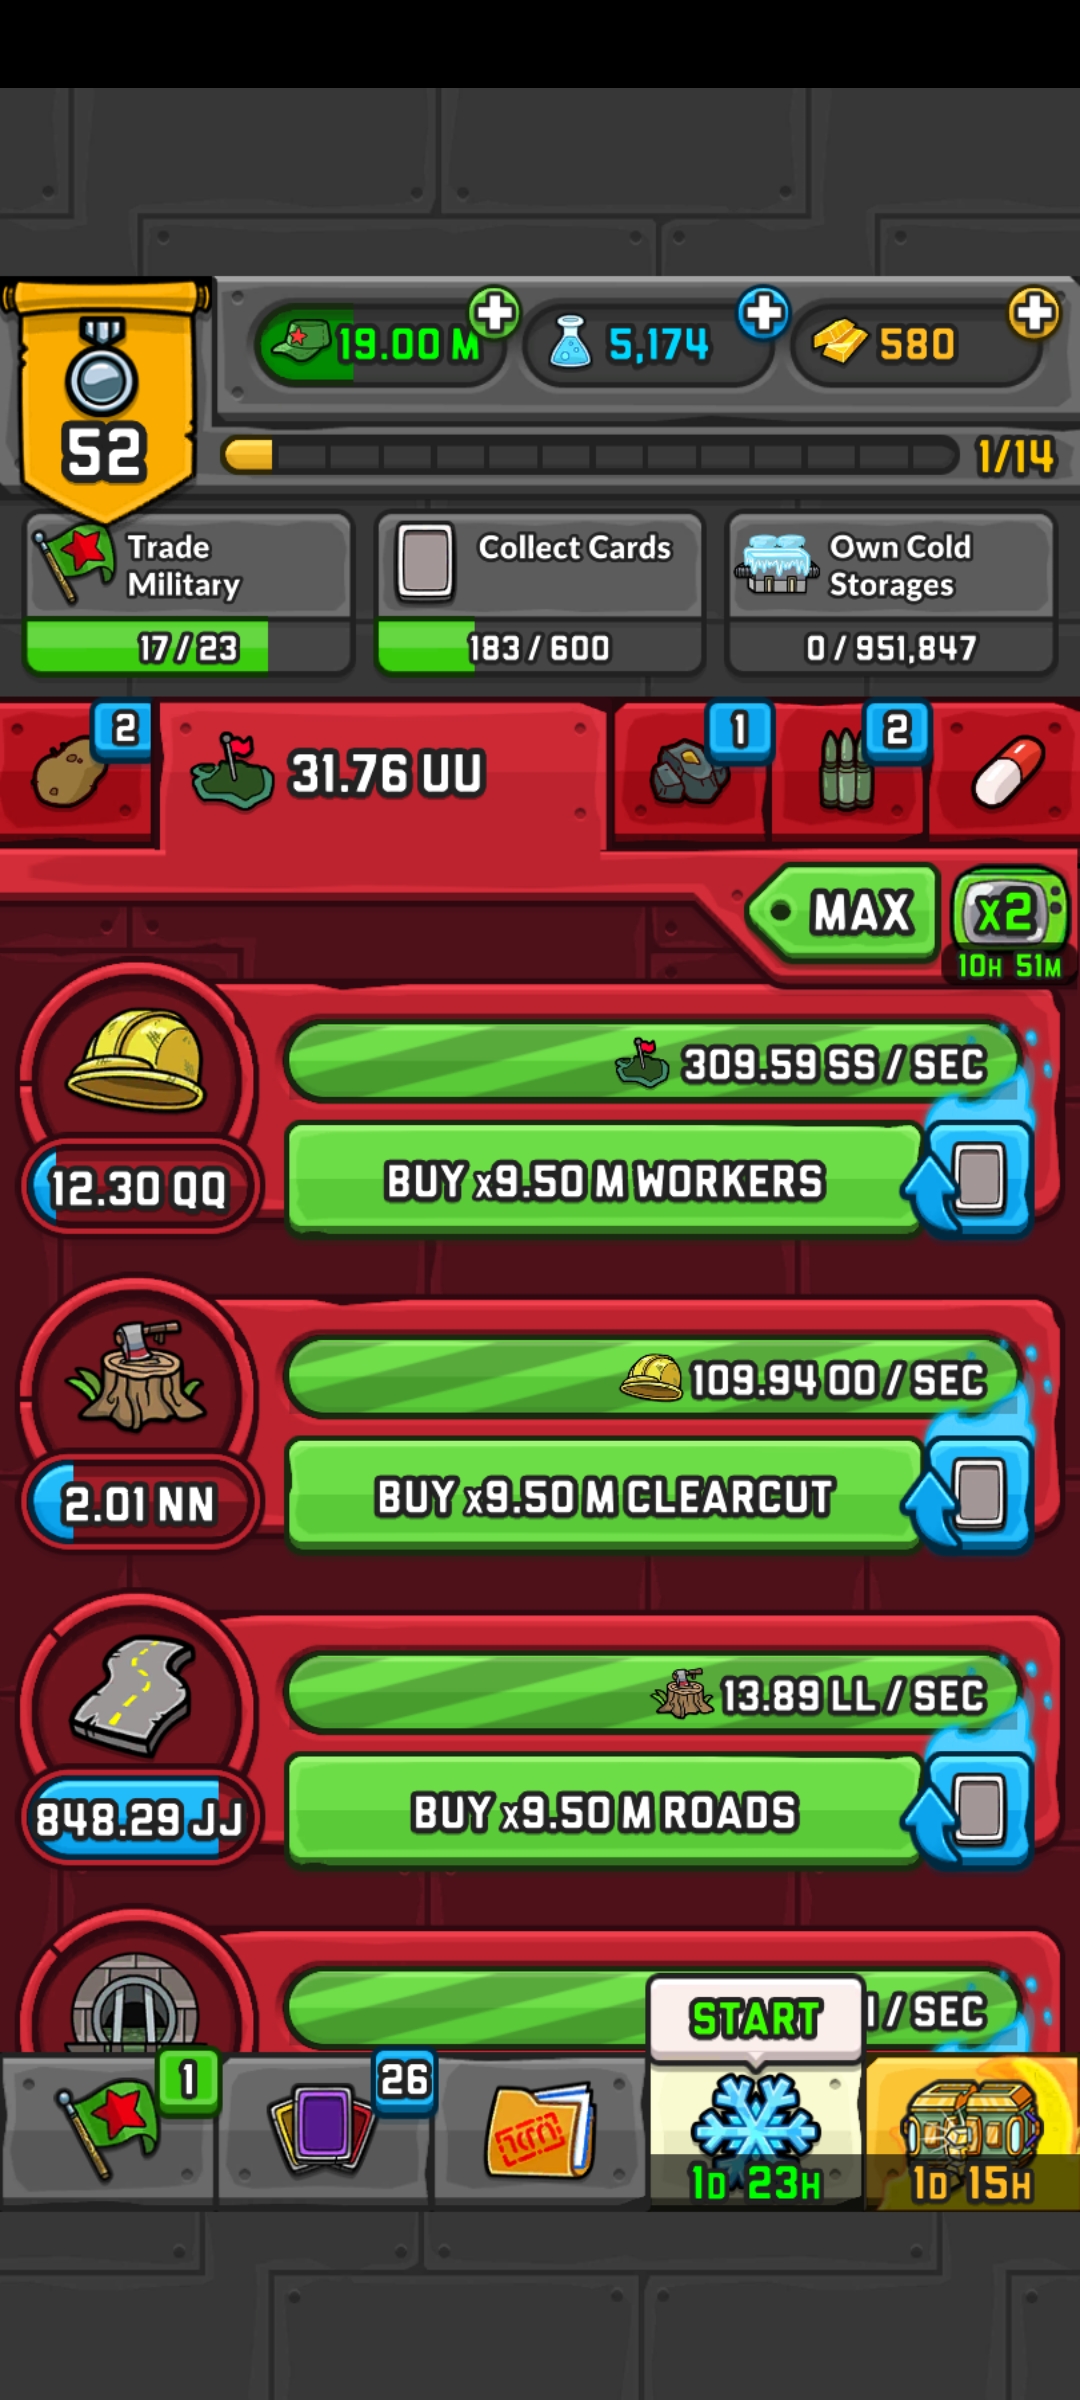 19.00 M
5,174
580
52
1/14
Trade
Military
17/23
Collect Cards
183/600
Own Cold
Storages
0/951,847
2
31.76 UU
1
2
MAX
x2
10H 51M
309.59 SS / SEC
12.30 QQ
BUY x9.50 M WORKERS
109.94 OO / SEC
2.01 NN
BUY x9.50 M CLEARCUT
13.89 LL / SEC
848.29 JJ
BUY x9.50 M ROADS
/ SEC
START
1
26
1D 23H
1D 15H